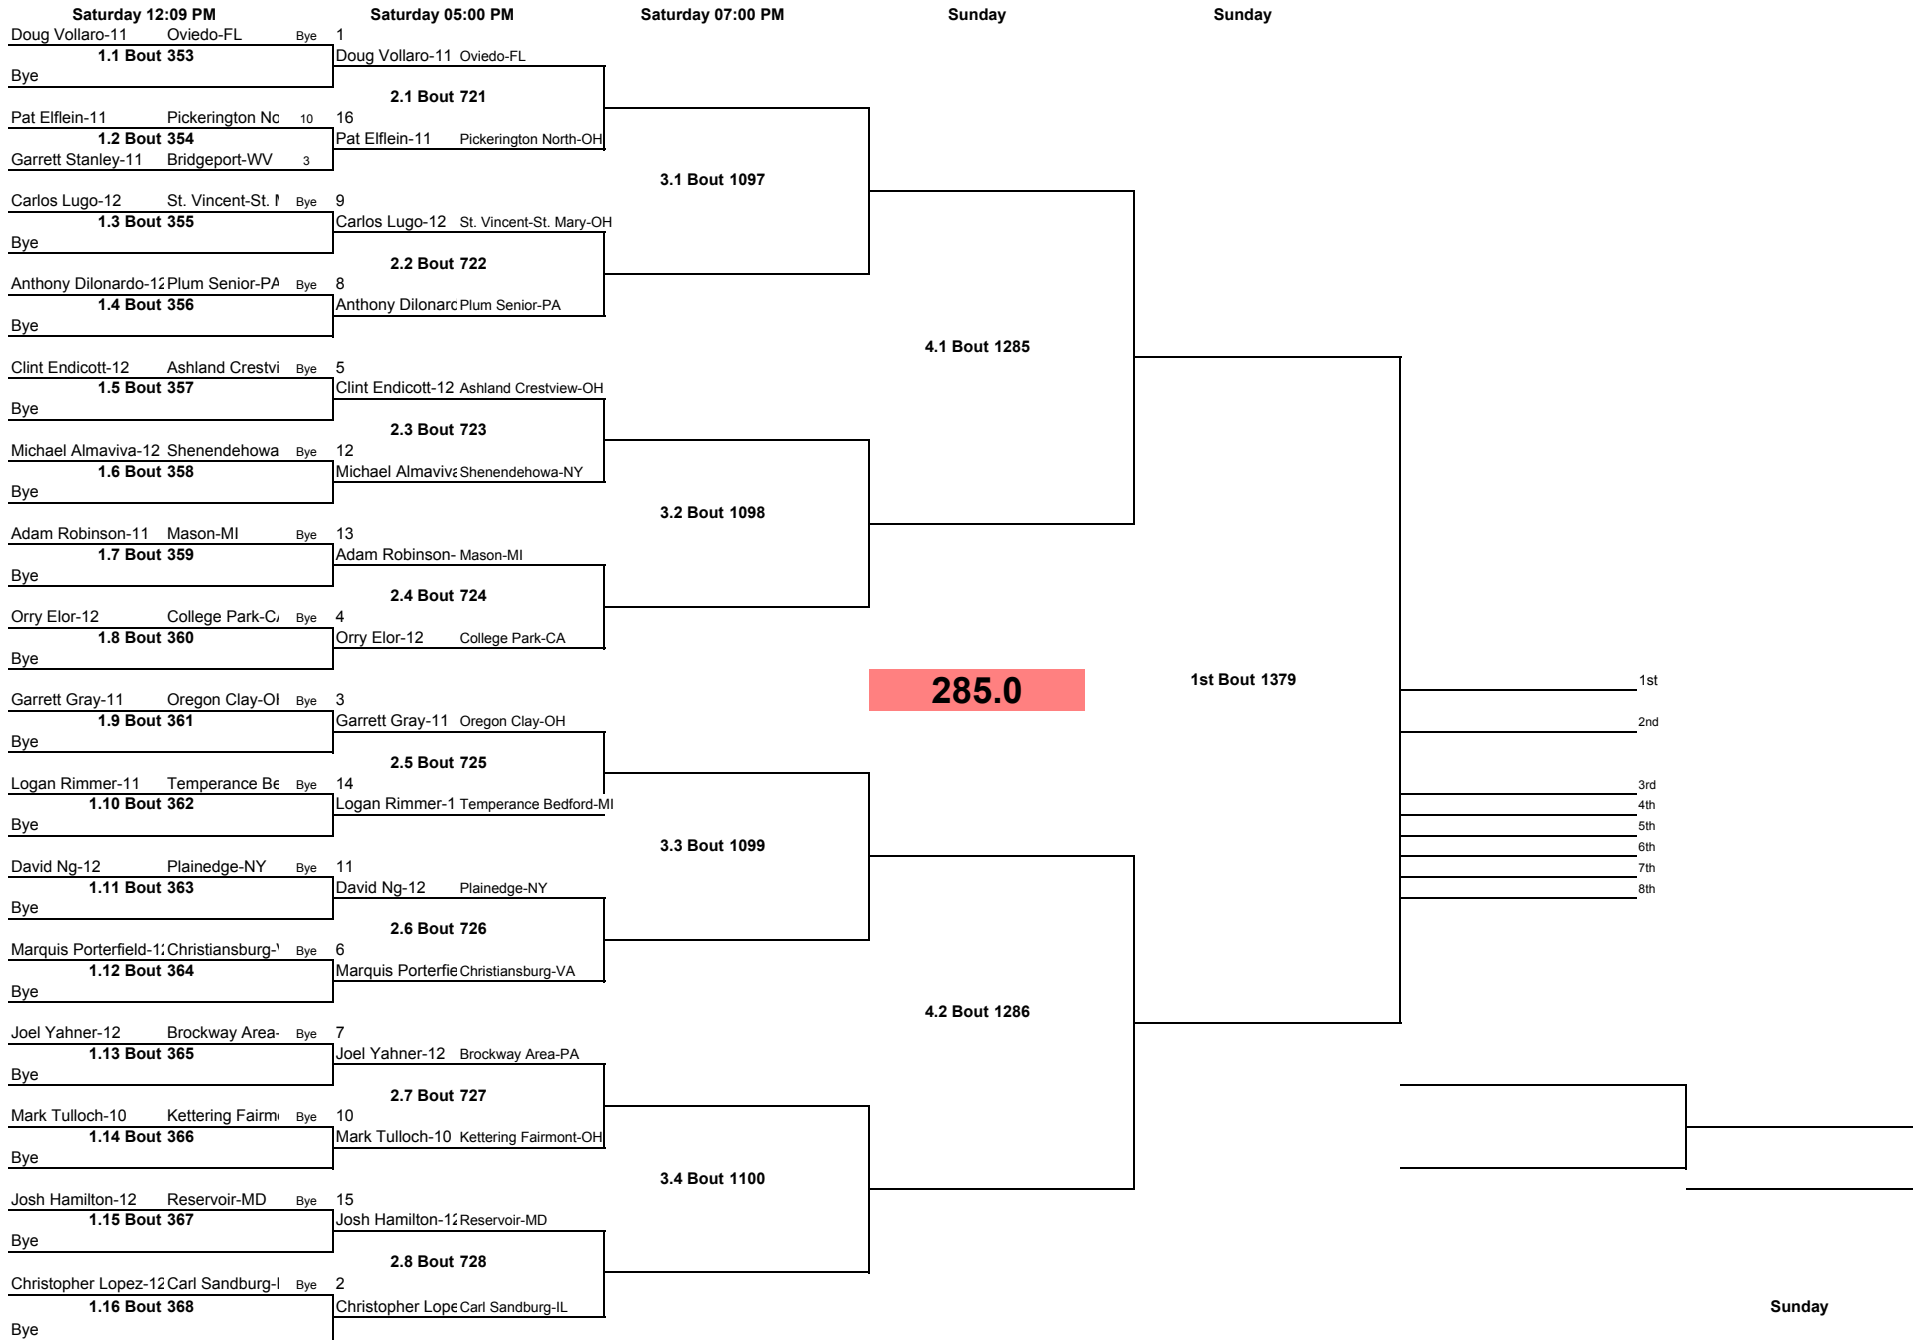 Saturday 12:09 PM Saturday 05:00 PM Saturday 07:00 PM Sunday Sunday
Doug Vollaro-11 Oviedo-FL Bye 1
1.1 Bout 353 Doug Vollaro-11 Oviedo-FL
Bye
2.1 Bout 721
Pat Elflein-11 Pickerington No 10 16
1.2 Bout 354 Pat Elflein-11 Pickerington North-OH
Garrett Stanley-11 Bridgeport-WV 3
3.1 Bout 1097
Carlos Lugo-12 St. Vincent-St. M Bye 9
1.3 Bout 355 Carlos Lugo-12 St. Vincent-St. Mary-OH
Bye
2.2 Bout 722
Anthony Dilonardo-12 Plum Senior-PA Bye 8
1.4 Bout 356 Anthony Dilonard Plum Senior-PA
Bye
4.1 Bout 1285
Clint Endicott-12 Ashland Crestvi Bye 5
1.5 Bout 357 Clint Endicott-12 Ashland Crestview-OH
Bye
2.3 Bout 723
Michael Almaviva-12 Shenendehowa Bye 12
1.6 Bout 358 Michael Almaviva Shenendehowa-NY
Bye
3.2 Bout 1098
Adam Robinson-11 Mason-MI Bye 13
1.7 Bout 359 Adam Robinson- Mason-MI
Bye
2.4 Bout 724
Orry Elor-12 College Park-CA Bye 4
1.8 Bout 360 Orry Elor-12 College Park-CA
Bye
285.0 1st Bout 1379 1st
Garrett Gray-11 Oregon Clay-OH Bye 3
1.9 Bout 361 Garrett Gray-11 Oregon Clay-OH 2nd
Bye
2.5 Bout 725
Logan Rimmer-11 Temperance Be Bye 14 3rd
1.10 Bout 362 Logan Rimmer-1 Temperance Bedford-MI 4th
Bye 5th
3.3 Bout 1099 6th
David Ng-12 Plainedge-NY Bye 11 7th
1.11 Bout 363 David Ng-12 Plainedge-NY 8th
Bye
2.6 Bout 726
Marquis Porterfield-12 Christiansburg-V Bye 6
1.12 Bout 364 Marquis Porterfie Christiansburg-VA
Bye
4.2 Bout 1286
Joel Yahner-12 Brockway Area- Bye 7
1.13 Bout 365 Joel Yahner-12 Brockway Area-PA
Bye
2.7 Bout 727
Mark Tulloch-10 Kettering Fairmo Bye 10
1.14 Bout 366 Mark Tulloch-10 Kettering Fairmont-OH
Bye
3.4 Bout 1100
Josh Hamilton-12 Reservoir-MD Bye 15
1.15 Bout 367 Josh Hamilton-12 Reservoir-MD
Bye
2.8 Bout 728
Christopher Lopez-12 Carl Sandburg-I Bye 2
1.16 Bout 368 Christopher Lope Carl Sandburg-IL Sunday
Bye